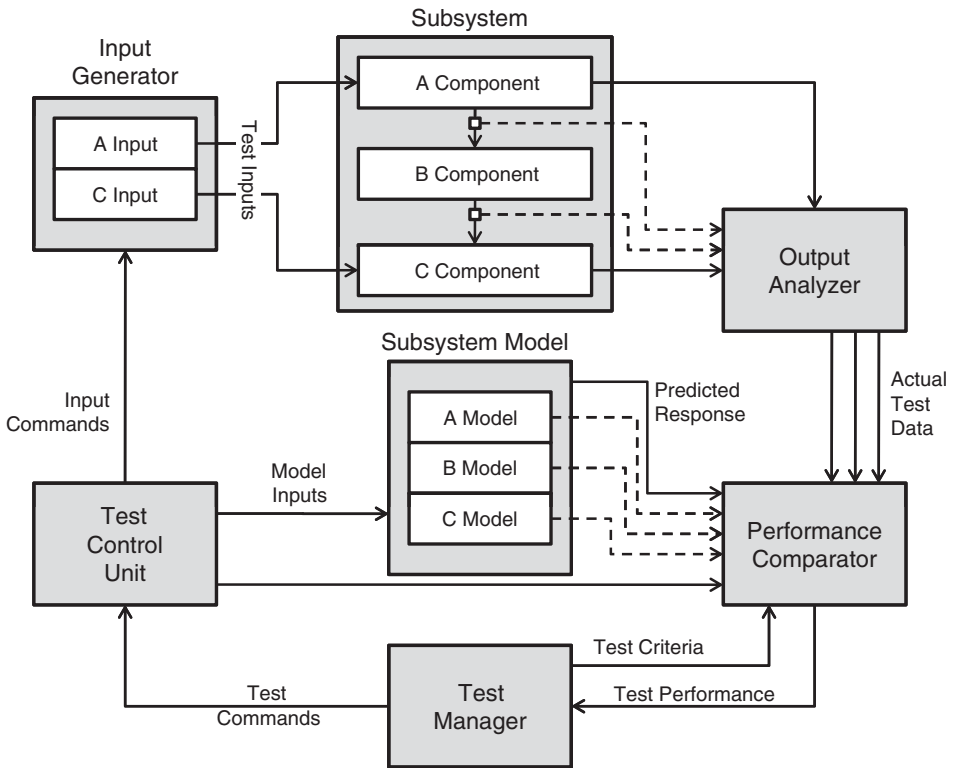 Subsystem
Input
Generator
A Input
C Input
Test Inputs
A Component
B Component
C Component
Output
Analyzer
Subsystem Model
A Model
B Model
C Model
Predicted
Response
Actual
Test
Data
Input
Commands
Model
Inputs
Test
Control
Unit
Performance
Comparator
Test Criteria
Test Performance
Test
Manager
Test
Commands